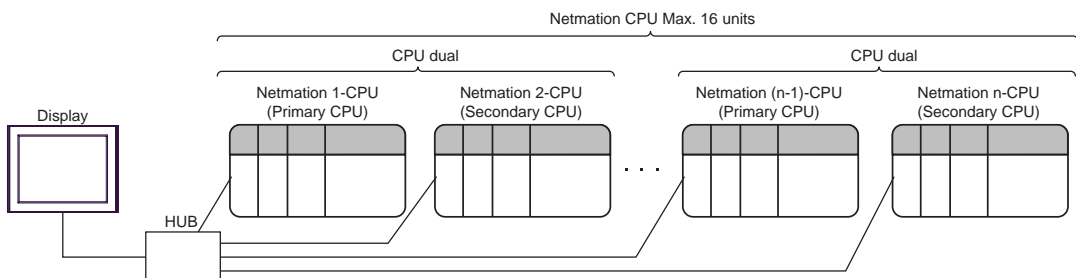 Netmation CPU Max. 16 units
CPU dual
CPU dual
Netmation 1-CPU
(Primary CPU)
Netmation 2-CPU
(Secondary CPU)
Netmation (n-1)-CPU
(Primary CPU)
Netmation n-CPU
(Secondary CPU)
Display
. . .
HUB